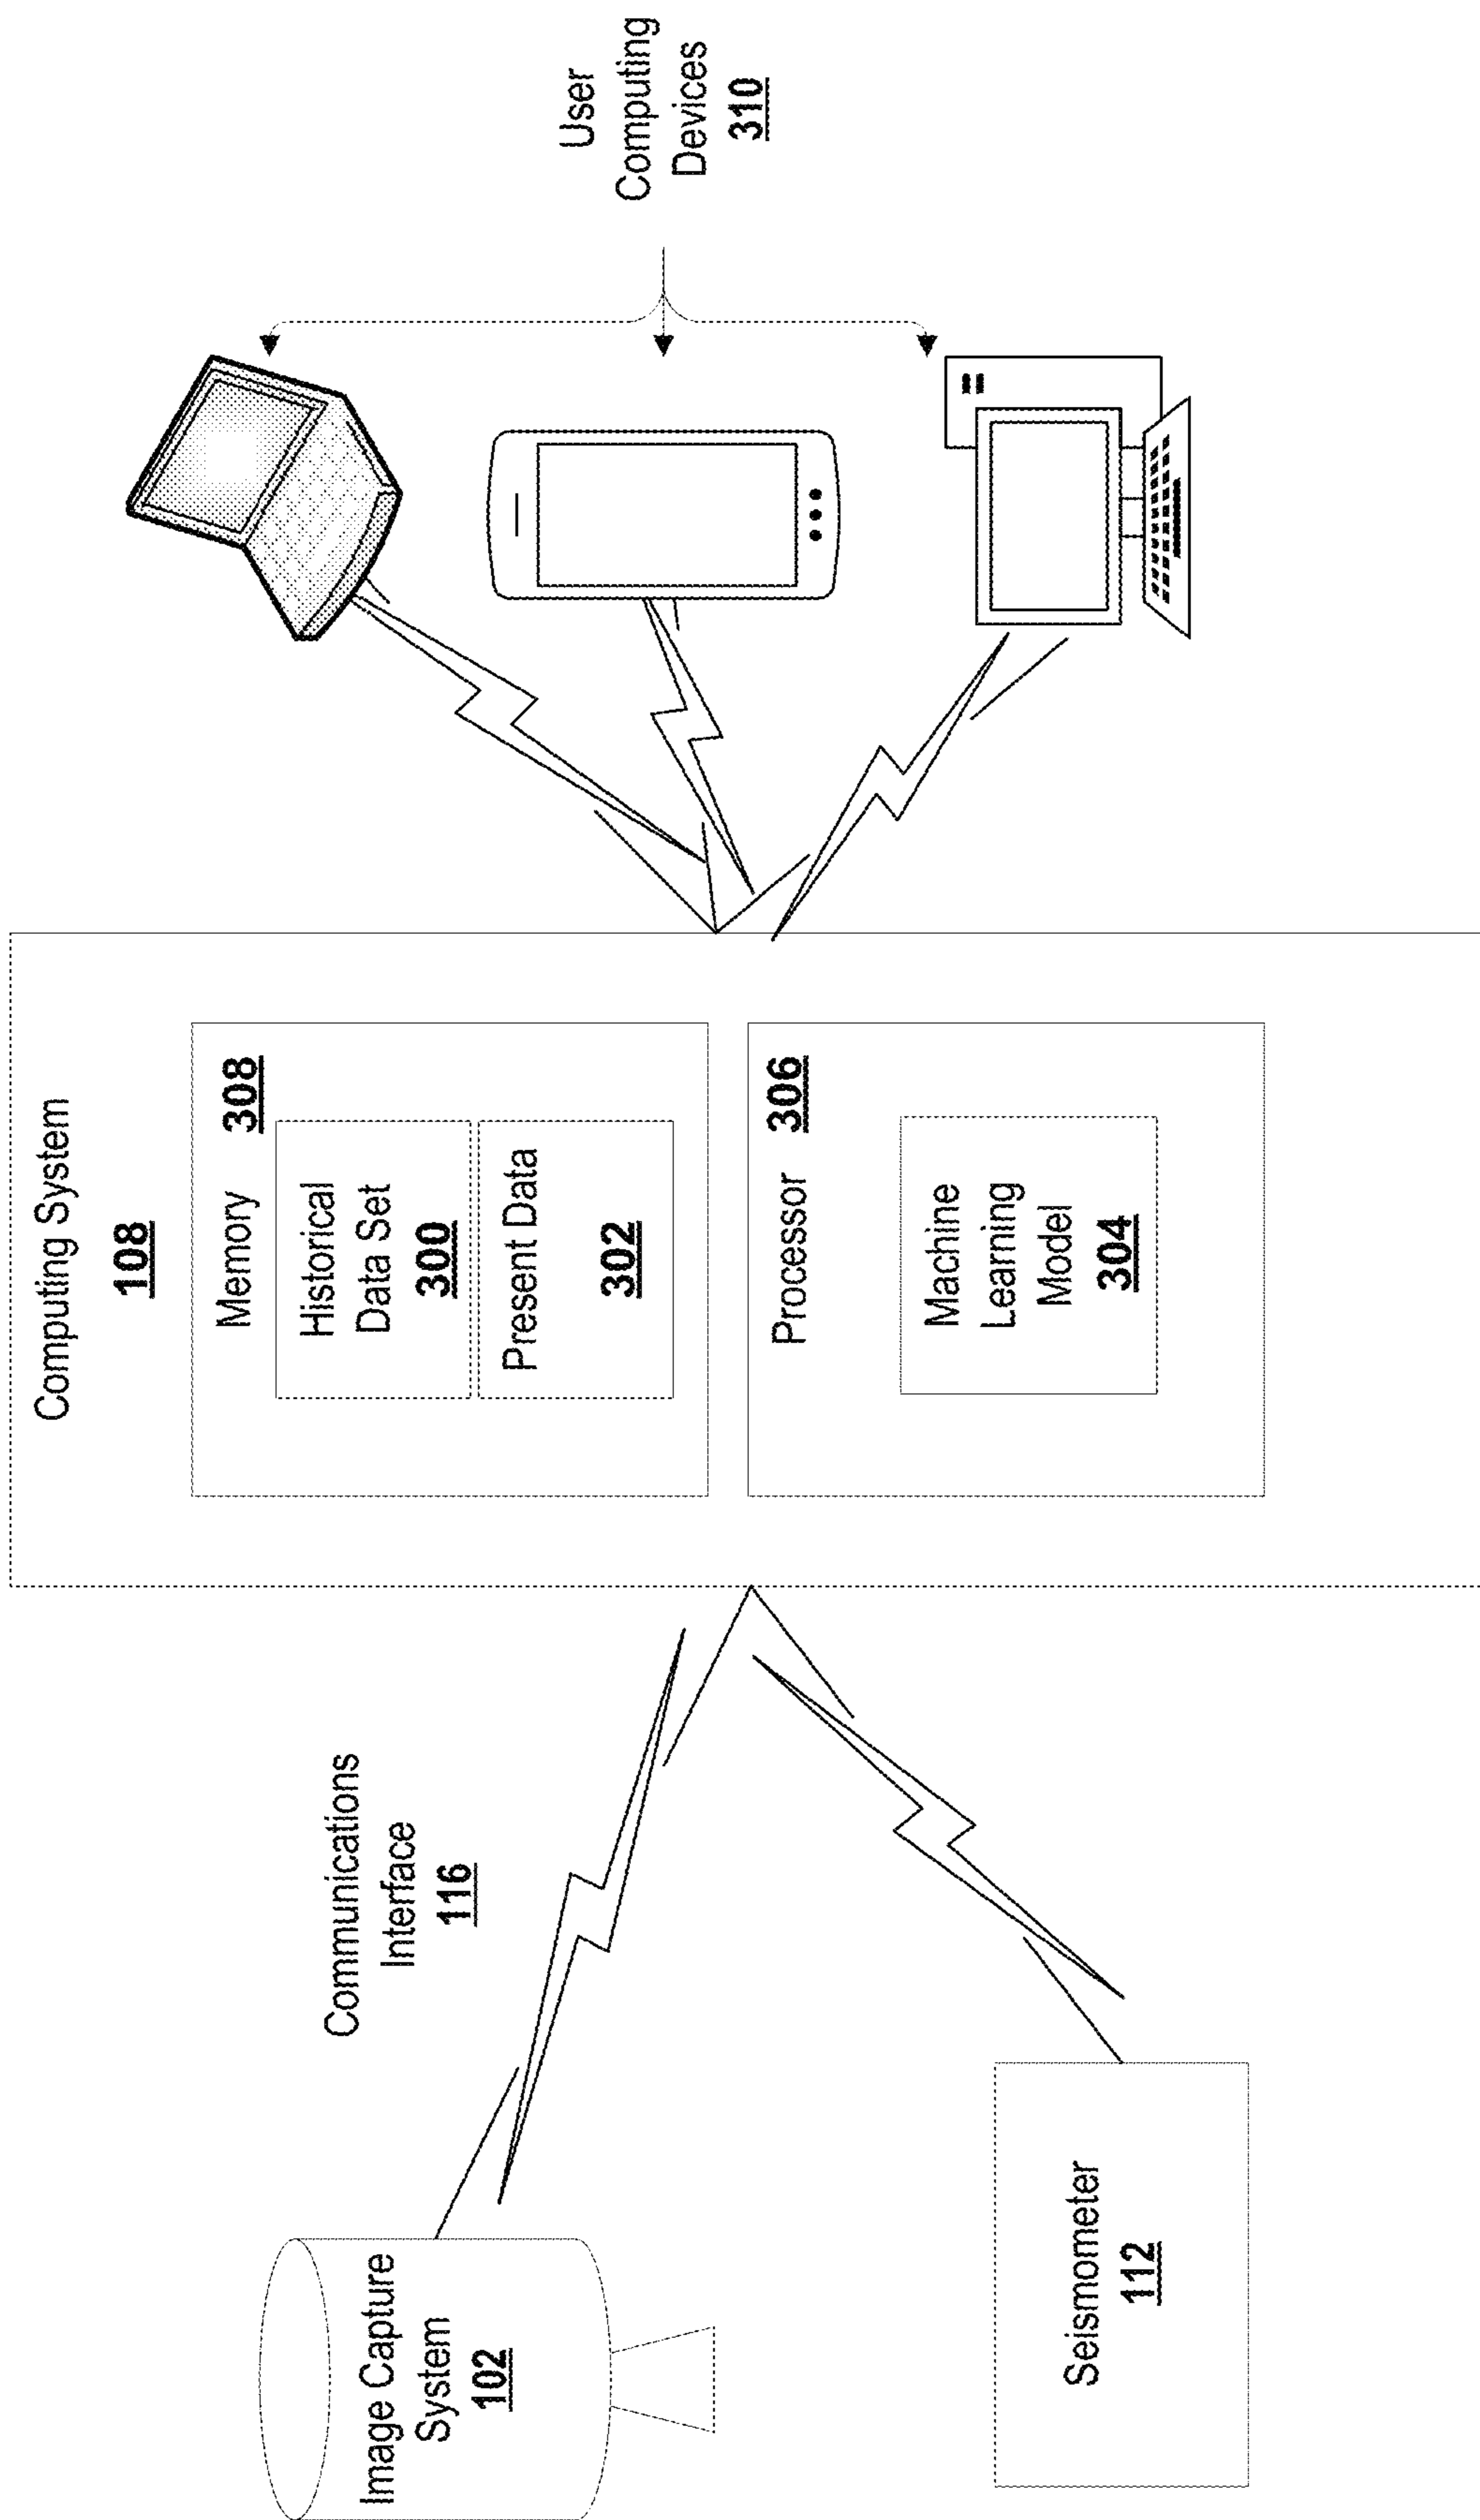 Image Capture
System
102
Seismometer
112
Communications
Interface
116
Computing System
108
Memory
308
Historical
Data Set
300
Present Data
302
Processor
306
Machine
Learning
Model
304
User
Computing
Devices
310